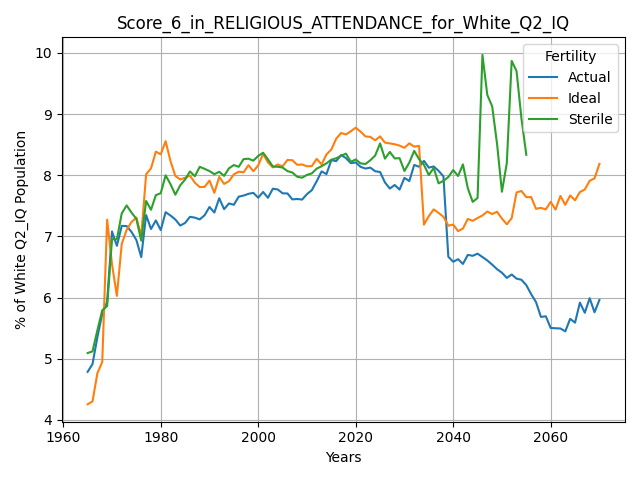 Score_6_in_RELIGIOUS_ATTENDANCE_for_White_Q2_IQ
% of White Q2_IQ Population
10
9
8
7
6
5
4
Fertility
Actual
Ideal
Sterile
1960
1980
2000
2020
2040
2060
Years